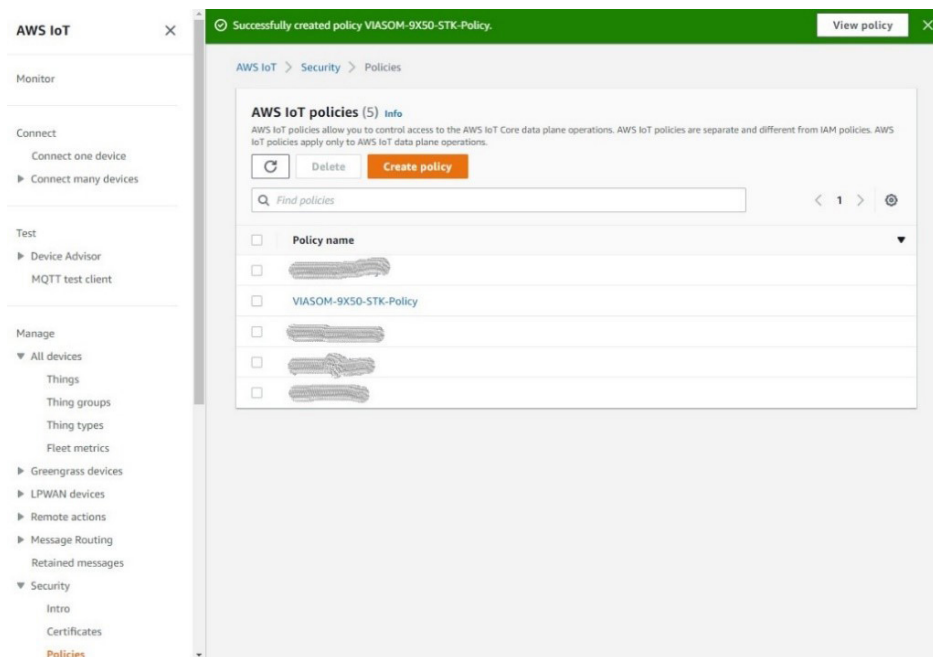 AWS IoT
Monitor
Connect
Connect one device
Connect many devices
Test
Device Advisor
MQTT test client
Manage
All devices
Things
Thing groups
Thing types
Fleet metrics
Greengrass devices
LPWAN devices
Remote actions
Message Routing
Retained messages
Security
Intro
Certificates
Policies
Successfully created policy VIASOM-9X50-STK-Policy.
View policy
AWS IoT > Security > Policies
AWS IoT policies (5) Info
AWS IoT policies allow you to control access to the AWS IoT Core data plane operations. AWS IoT policies are separate and different from IAM policies. AWS
IoT policies apply only to AWS IoT data plane operations.
Delete
Create policy
Find policies
1
Policy name
VIASOM-9X50-STK-Policy